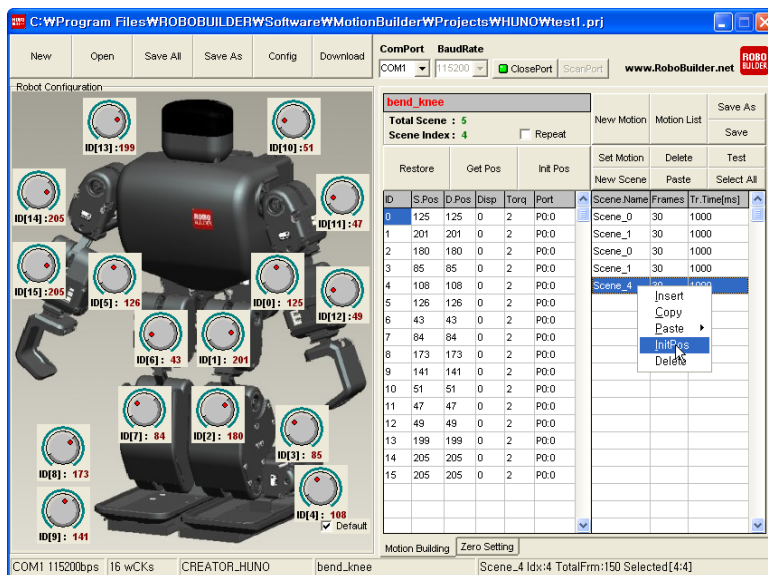 C:₩Program Files₩ROBOBUILDER₩Software₩MotionBuilder₩Projects₩HUNO₩test1.prj
New Open Save All Save As Config Download
ComPort BaudRate
COM1 115200 ClosePort ScanPort www.RoboBuilder.net ROBO BUILDER
Robot Configuration
ID[13] :199
ID[10] :51
ID[14] :205
ID[11] :47
ROBO BUILDER
ID[15] :205
ID[5] : 126
ID[0] : 125
ID[12] :49
ID[6] : 43
ID[1] : 201
ID[7] : 84
ID[2] : 180
ID[3] : 85
ID[8] : 173
ID[4] : 108
ID[9] : 141
Default
bend_knee
Total Scene : 5
Scene Index : 4
Repeat
New Motion Motion List Save As
Save
Restore Get Pos Init Pos
Set Motion Delete Test
New Scene Paste Select All
ID S.Pos D.Pos Disp Torq Port
0 125 125 0 2 P0:0
1 201 201 0 2 P0:0
2 180 180 0 2 P0:0
3 85 85 0 2 P0:0
4 108 108 0 2 P0:0
5 126 126 0 2 P0:0
6 43 43 0 2 P0:0
7 84 84 0 2 P0:0
8 173 173 0 2 P0:0
9 141 141 0 2 P0:0
10 51 51 0 2 P0:0
11 47 47 0 2 P0:0
12 49 49 0 2 P0:0
13 199 199 0 2 P0:0
14 205 205 0 2 P0:0
15 205 205 0 2 P0:0
Scene.Name Frames Tr.Time[ms]
Scene_0 30 1000
Scene_1 30 1000
Scene_0 30 1000
Scene_1 30 1000
Scene_4 30 1000
Insert
Copy
Paste
InitPos
Delete
Motion Building Zero Setting
COM1 115200bps 16 wCKs CREATOR_HUNO bend_knee Scene_4 Idx:4 TotalFrm:150 Selected[4:4]